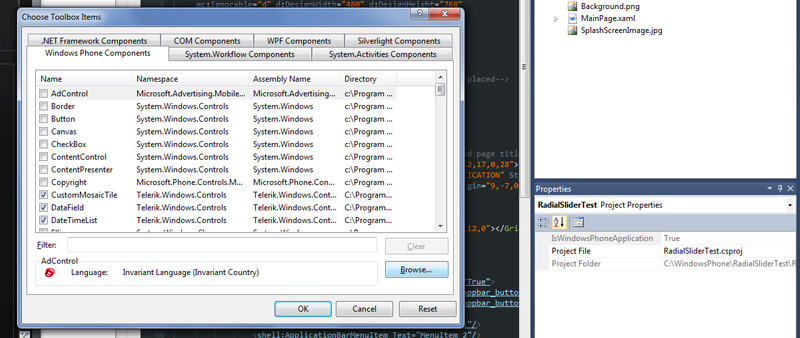 mc:Ignorable="d" d:DesignWidth="480" d:DesignHeight="768"
Choose Toolbox Items
.NET Framework Components COM Components WPF Components Silverlight Components
Windows Phone Components System.Workflow Components System.Activities Components
Name Namespace Assembly Name Directory
AdControl Microsoft.Advertising.Mobile... Microsoft.Advertising... c:\Program ...
Border System.Windows.Controls System.Windows c:\Program ...
Button System.Windows.Controls System.Windows c:\Program ...
Canvas System.Windows.Controls System.Windows c:\Program ...
CheckBox System.Windows.Controls System.Windows c:\Program ...
ContentControl System.Windows.Controls System.Windows c:\Program ...
ContentPresenter System.Windows.Controls System.Windows c:\Program ...
Copyright Microsoft.Phone.Controls.M... Microsoft.Phone.Contr... c:\Program ...
CustomMosaicTile Telerik.Windows.Controls Telerik.Windows.Contr... c:\Program...
DataField Telerik.Windows.Controls Telerik.Windows.Contr... c:\Program...
DateTimeList Telerik.Windows.Controls Telerik.Windows.Contr... c:\Program...
Filter:
Clear
AdControl
Language: Invariant Language (Invariant Country)
Browse...
OK Cancel Reset
placed-->
d page titl
12,17,0,28">
ICATION" St
rgin="9,-7,0
12,0"></Gri
"True">
appbar_butto
appbar_butto
"/>
<shell:ApplicationBarMenuItem Text="MenuItem 2"/>
Background.png
MainPage.xaml
SplashScreenImage.jpg
Properties
RadialSliderTest Project Properties
IsWindowsPhoneApplication True
Project File RadialSliderTest.csproj
Project Folder C:\WindowsPhone\RadialSliderTest\R